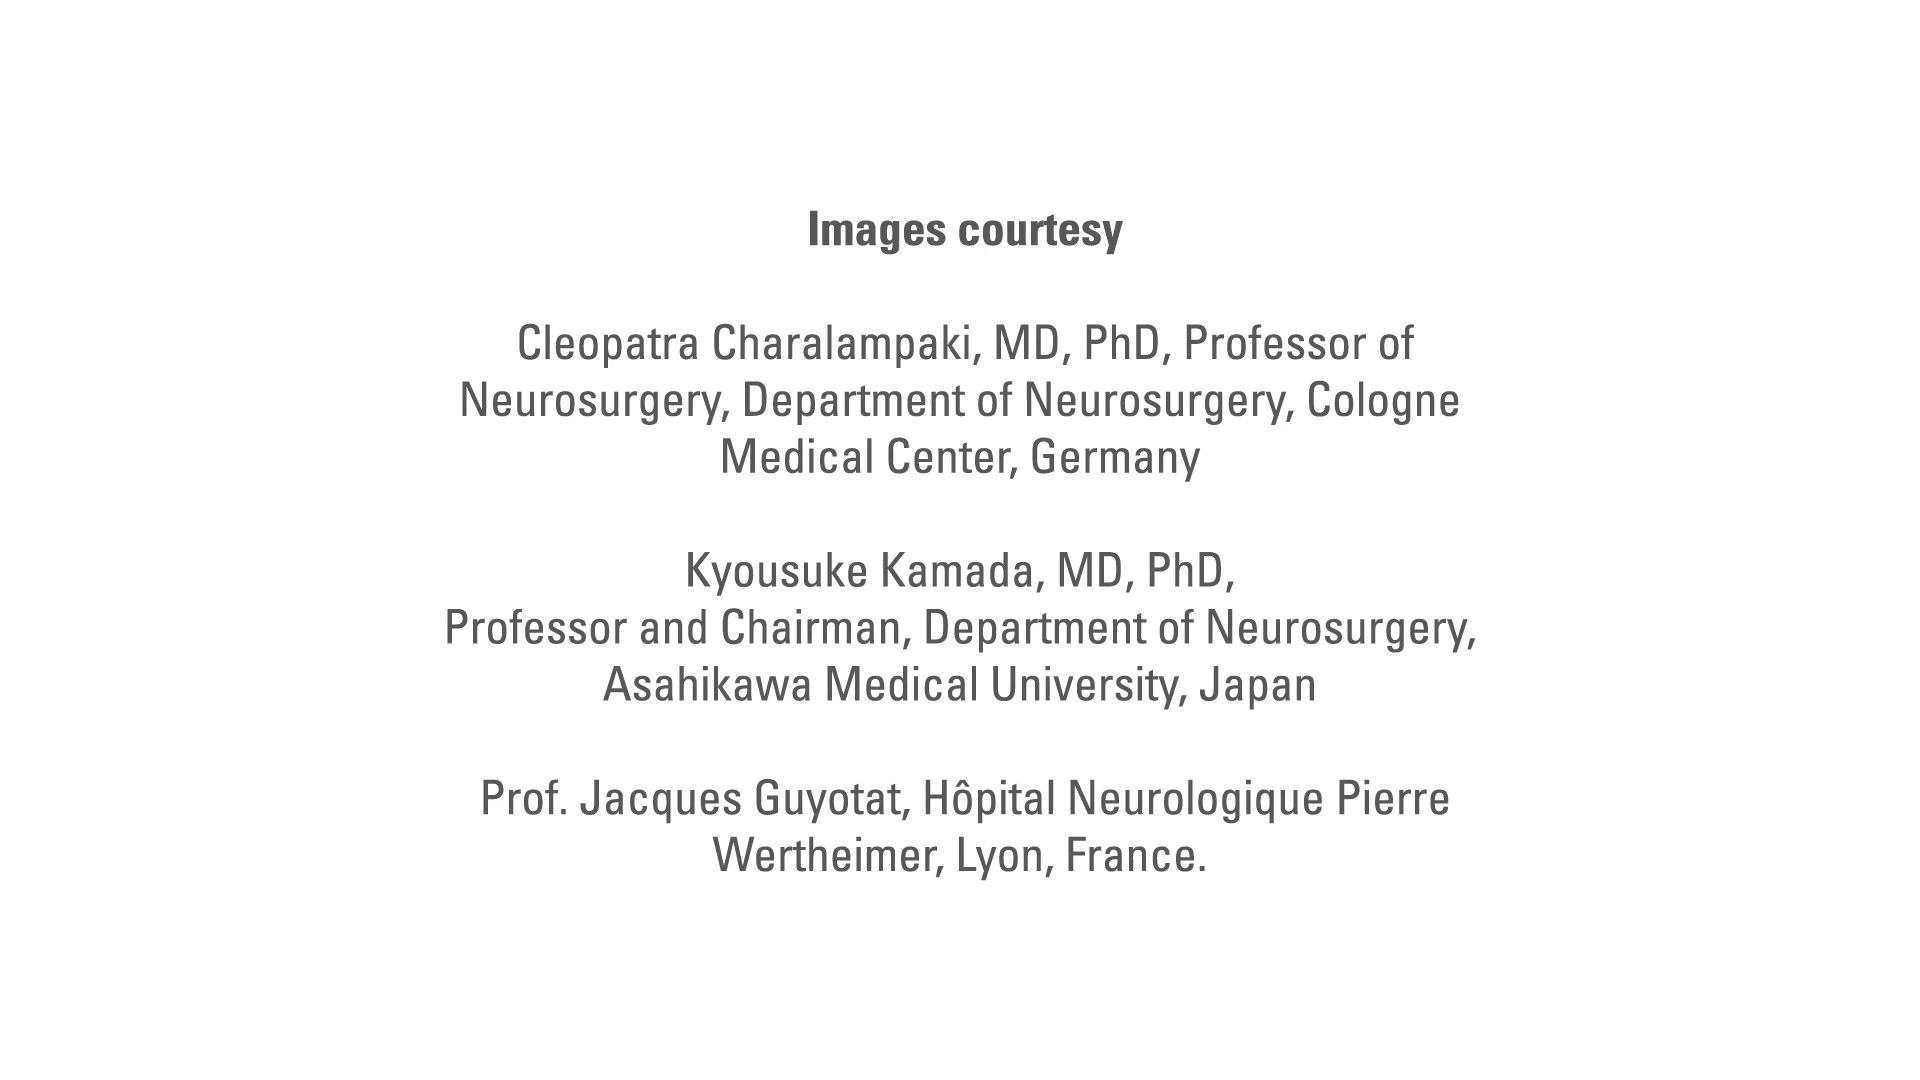 Images courtesy
Cleopatra Charalampaki, MD, PhD, Professor of
Neurosurgery, Department of Neurosurgery, Cologne
Medical Center, Germany
Kyousuke Kamada, MD, PhD,
Professor and Chairman, Department of Neurosurgery,
Asahikawa Medical University, Japan
Prof. Jacques Guyotat, Hôpital Neurologique Pierre
Wertheimer, Lyon, France.